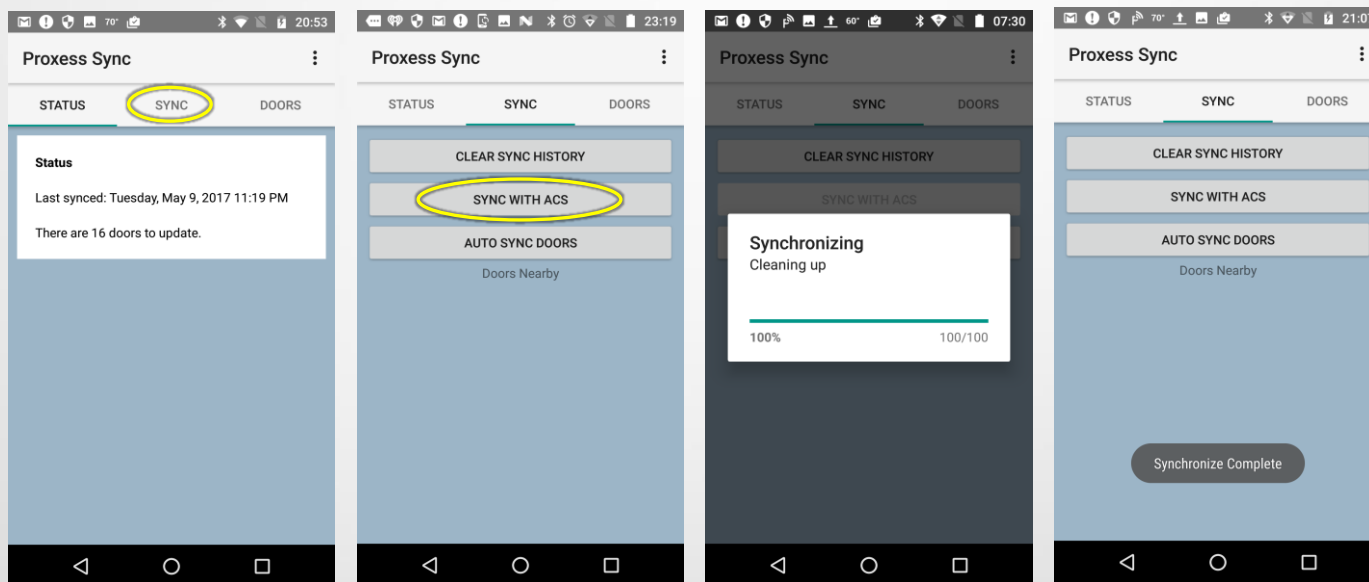 70° 20:53
Proxess Sync
STATUS SYNC DOORS
Status
Last synced: Tuesday, May 9, 2017 11:19 PM
There are 16 doors to update.
23:19
Proxess Sync
STATUS SYNC DOORS
CLEAR SYNC HISTORY
SYNC WITH ACS
AUTO SYNC DOORS
Doors Nearby
60° 07:30
Proxess Sync
STATUS SYNC DOORS
CLEAR SYNC HISTORY
SYNC WITH ACS
Synchronizing
Cleaning up
100% 100/100
70° 21:0
Proxess Sync
STATUS SYNC DOORS
CLEAR SYNC HISTORY
SYNC WITH ACS
AUTO SYNC DOORS
Doors Nearby
Synchronize Complete